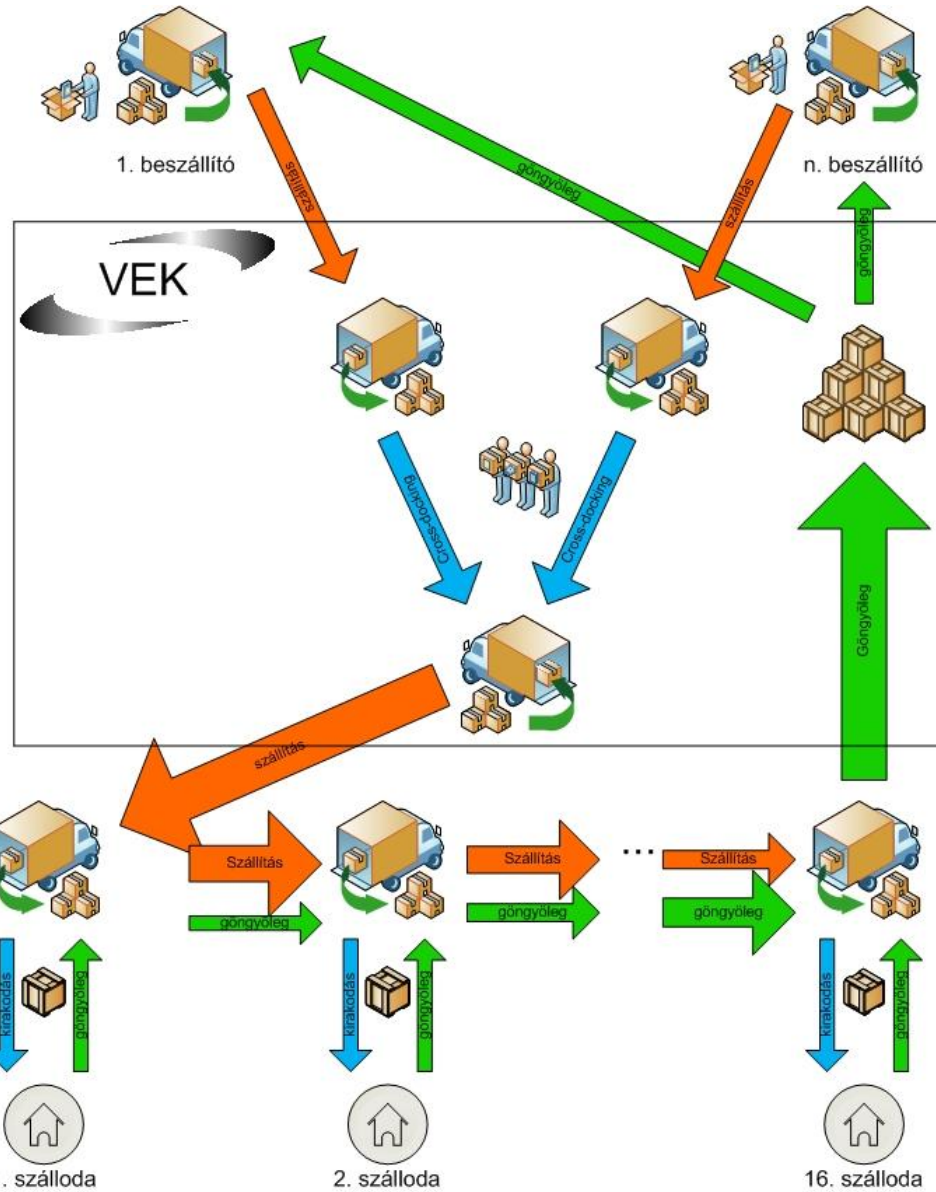 1. beszállító
n. beszállító
szállítás
göngyöleg
szállítás
göngyöleg
VEK
Cross-docking
Cross-docking
Göngyöleg
szállítás
Szállítás
göngyöleg
Szállítás
göngyöleg
...
Szállítás
göngyöleg
kirakodás
göngyöleg
kirakodás
göngyöleg
kirakodás
göngyöleg
. szálloda
2. szálloda
16. szálloda